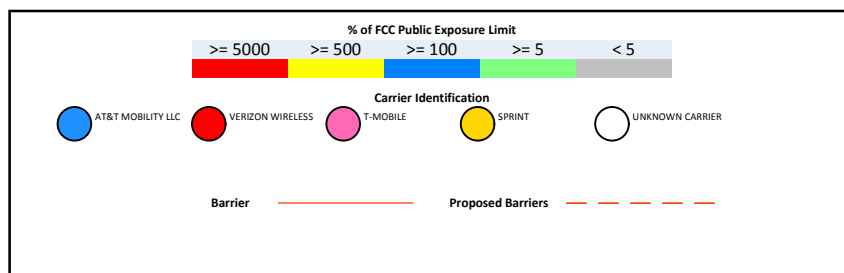 % of FCC Public Exposure Limit
>= 5000 >= 500 >= 100 >= 5 < 5
Carrier Identification
AT&T MOBILITY LLC VERIZON WIRELESS T-MOBILE SPRINT UNKNOWN CARRIER
Barrier Proposed Barriers